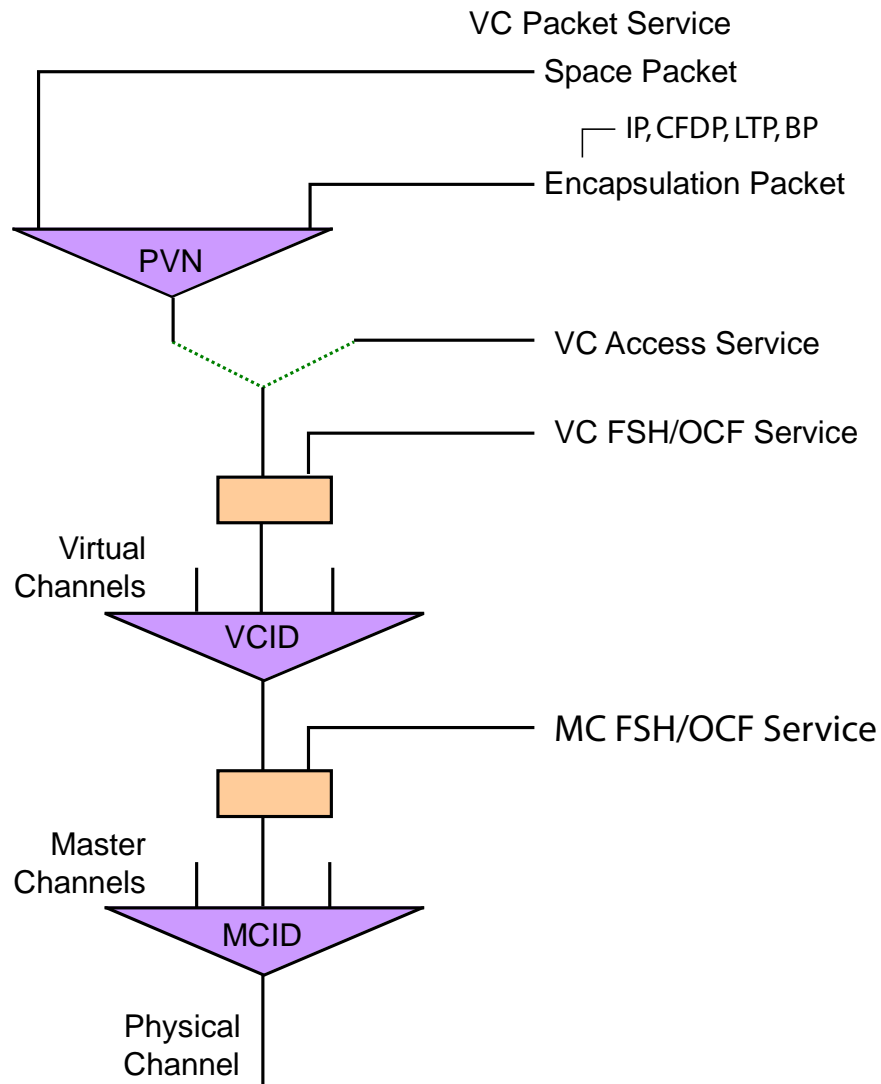 VC Packet Service
Space Packet
IP, CFDP, LTP, BP
Encapsulation Packet
PVN
VC Access Service
VC FSH/OCF Service
Virtual
Channels
VCID
MC FSH/OCF Service
Master
Channels
MCID
Physical
Channel